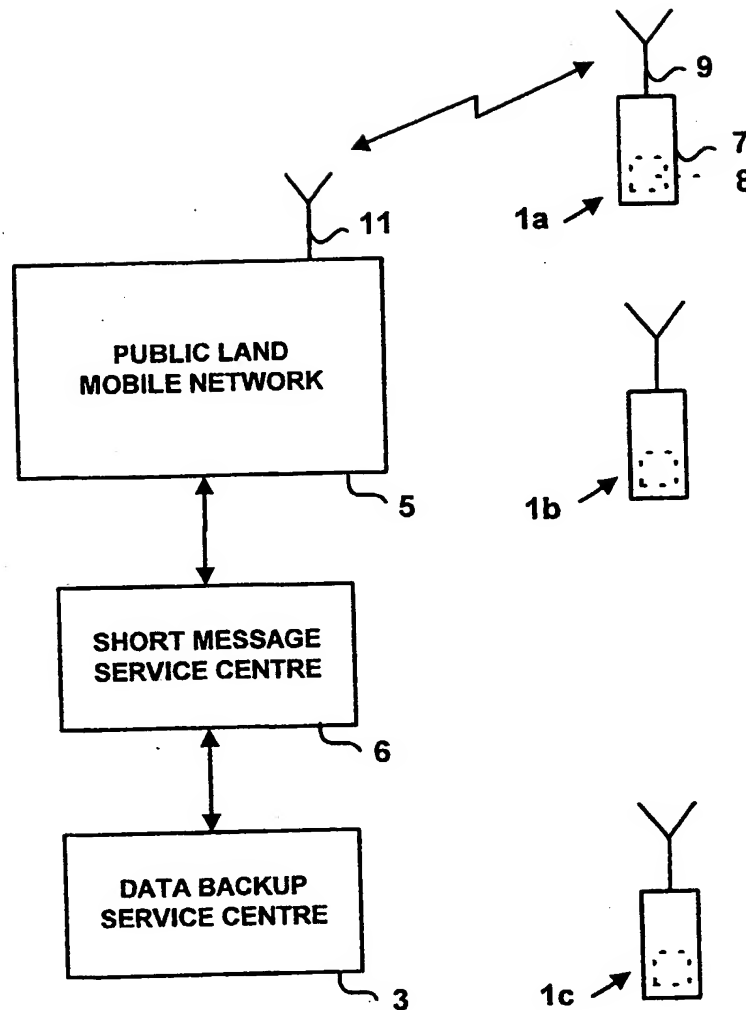 9
7
8
1a
11
PUBLIC LAND
MOBILE NETWORK
5
1b
SHORT MESSAGE
SERVICE CENTRE
6
DATA BACKUP
SERVICE CENTRE
3
1c